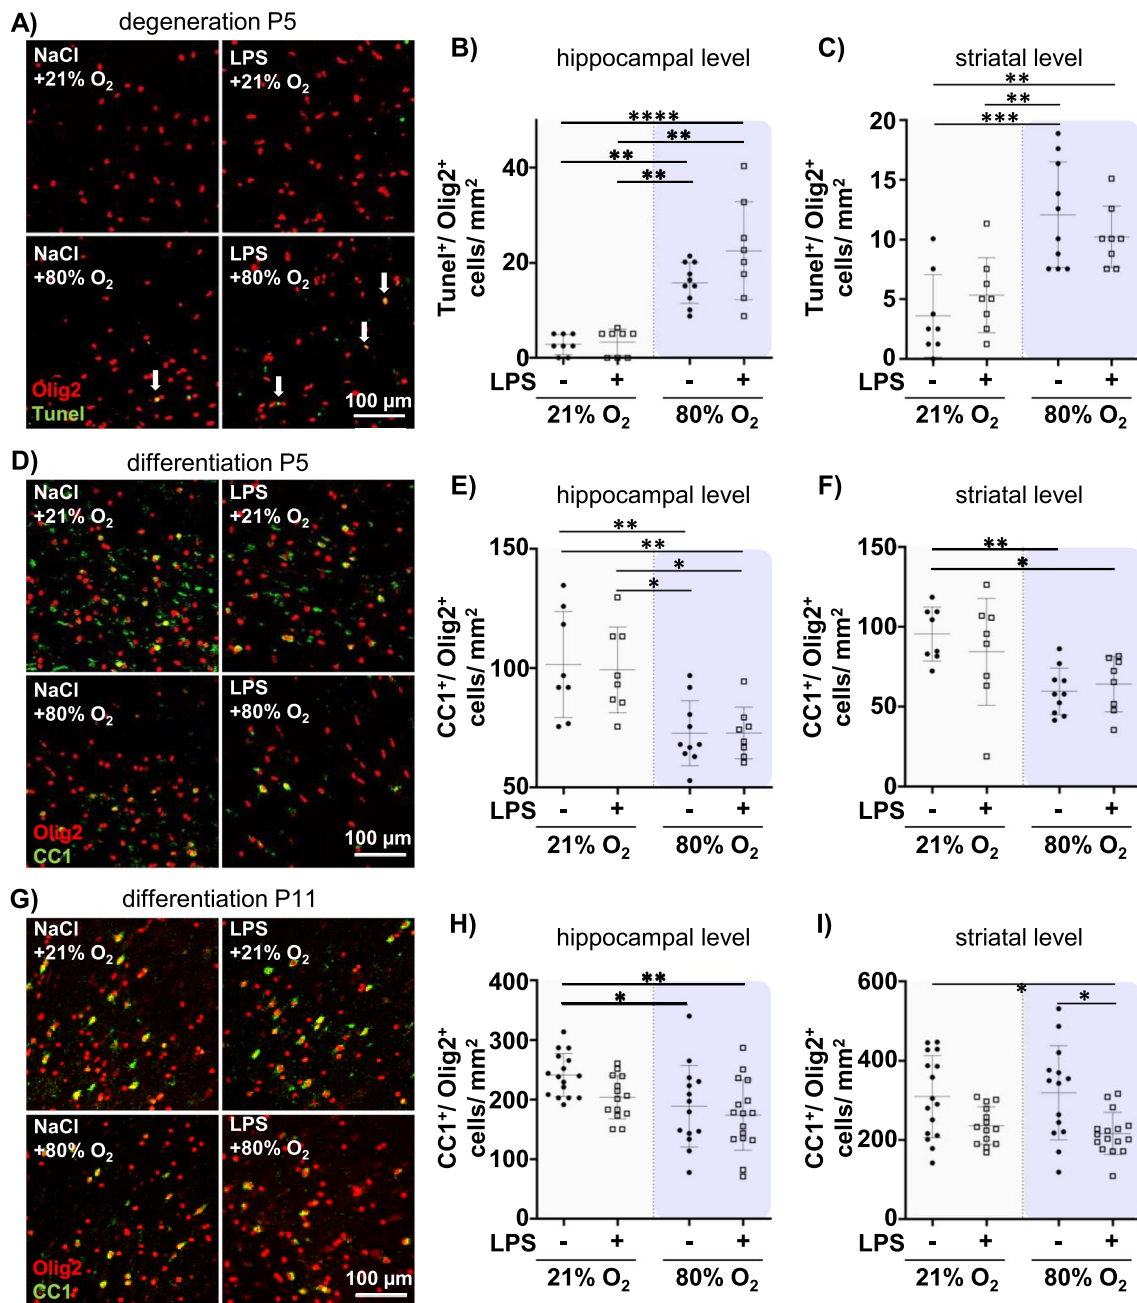 A)
degeneration P5
NaCl
+21% O₂
LPS
+21% O₂
NaCl
+80% O₂
LPS
+80% O₂
Olig2
Tunel
100 µm
B)
hippocampal level
Tunel⁺/ Olig2⁺
cells/ mm²
40
20
0
****
**
**
**
LPS - + - +
21% O₂ 80% O₂
C)
striatal level
Tunel⁺/ Olig2⁺
cells/ mm²
20
15
10
5
0
**
**
***
LPS - + - +
21% O₂ 80% O₂
D)
differentiation P5
NaCl
+21% O₂
LPS
+21% O₂
NaCl
+80% O₂
LPS
+80% O₂
Olig2
CC1
100 µm
E)
hippocampal level
CC1⁺/ Olig2⁺
cells/ mm²
150
100
50
**
**
*
*
LPS - + - +
21% O₂ 80% O₂
F)
striatal level
CC1⁺/ Olig2⁺
cells/ mm²
150
100
50
0
**
*
LPS - + - +
21% O₂ 80% O₂
G)
differentiation P11
NaCl
+21% O₂
LPS
+21% O₂
NaCl
+80% O₂
LPS
+80% O₂
Olig2
CC1
100 µm
H)
hippocampal level
CC1⁺/ Olig2⁺
cells/ mm²
400
300
200
100
0
**
*
LPS - + - +
21% O₂ 80% O₂
I)
striatal level
CC1⁺/ Olig2⁺
cells/ mm²
600
400
200
0
*
*
LPS - + - +
21% O₂ 80% O₂